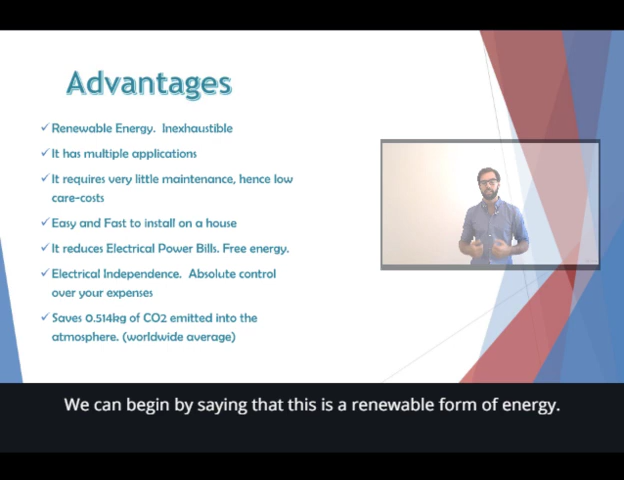 Advantages
✓Renewable Energy. Inexhaustible
✓It has multiple applications
✓It requires very little maintenance, hence low
care-costs
✓Easy and Fast to install on a house
✓It reduces Electrical Power Bills. Free energy.
✓Electrical Independence. Absolute control
over your expenses
✓Saves 0.514kg of CO2 emitted into the
atmosphere. (worldwide average)
We can begin by saying that this is a renewable form of energy.